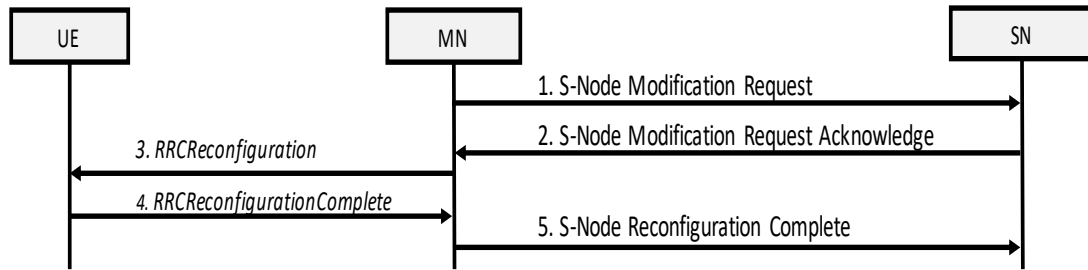 UE
MN
SN
1. S-Node Modification Request
2. S-Node Modification Request Acknowledge
3. RRCReconfiguration
4. RRCReconfigurationComplete
5. S-Node Reconfiguration Complete